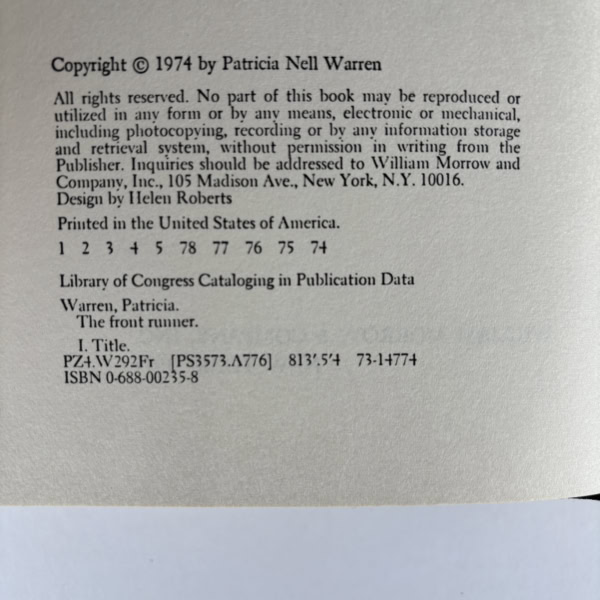 Copyright © 1974 by Patricia Nell Warren
All rights reserved. No part of this book may be reproduced or
utilized in any form or by any means, electronic or mechanical,
including photocopying, recording or by any information storage
and retrieval system, without permission in writing from the
Publisher. Inquiries should be addressed to William Morrow and
Company, Inc., 105 Madison Ave., New York, N.Y. 10016.
Design by Helen Roberts
Printed in the United States of America.
1 2 3 4 5 78 77 76 75 74
Library of Congress Cataloging in Publication Data
Warren, Patricia.
The front runner.
I. Title.
PZ4.W292Fr [PS3573.A776] 813'.5'4 73-14774
ISBN 0-688-00235-8